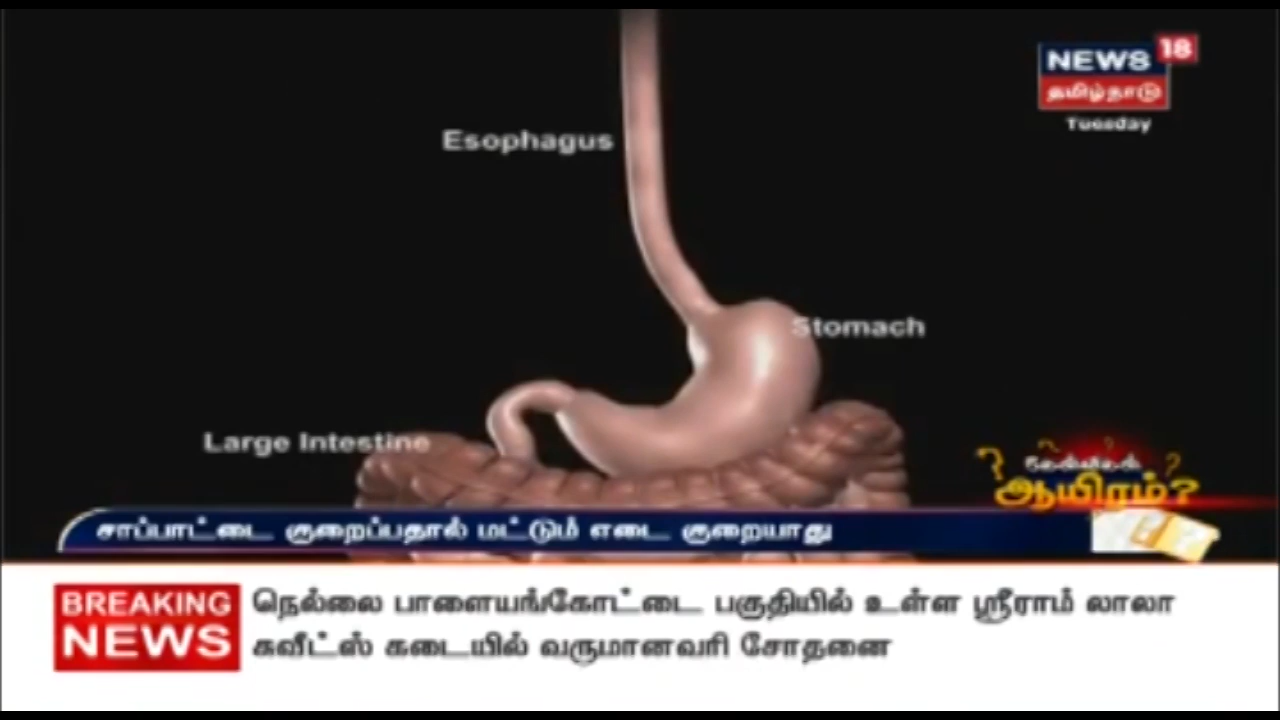 NEWS 18
தமிழ்நாடு
Tuesday
Esophagus
Stomach
Large Intestine
கேள்விகள்
ஆயிரம்?
சாப்பாட்டை குறைப்பதால் மட்டும் எடை குறையாது
BREAKING
NEWS
நெல்லை பாளையங்கோட்டை பகுதியில் உள்ள ஸ்ரீராம் லாலா
சுவீட்ஸ் கடையில் வருமானவரி சோதனை